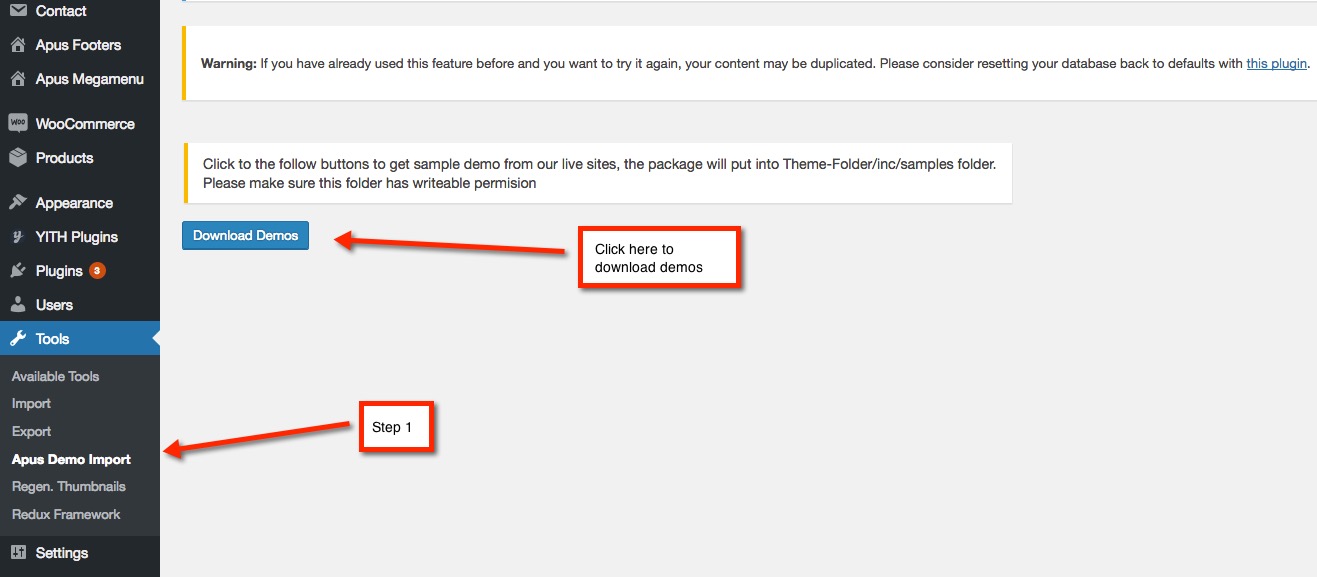 Contact
Apus Footers
Apus Megamenu
WooCommerce
Products
Appearance
YITH Plugins
Plugins 3
Users
Tools
Available Tools
Import
Export
Apus Demo Import
Regen. Thumbnails
Redux Framework
Settings
Warning: If you have already used this feature before and you want to try it again, your content may be duplicated. Please consider resetting your database back to defaults with this plugin.
Click to the follow buttons to get sample demo from our live sites, the package will put into Theme-Folder/inc/samples folder.
Please make sure this folder has writeable permision
Download Demos
Click here to
download demos
Step 1